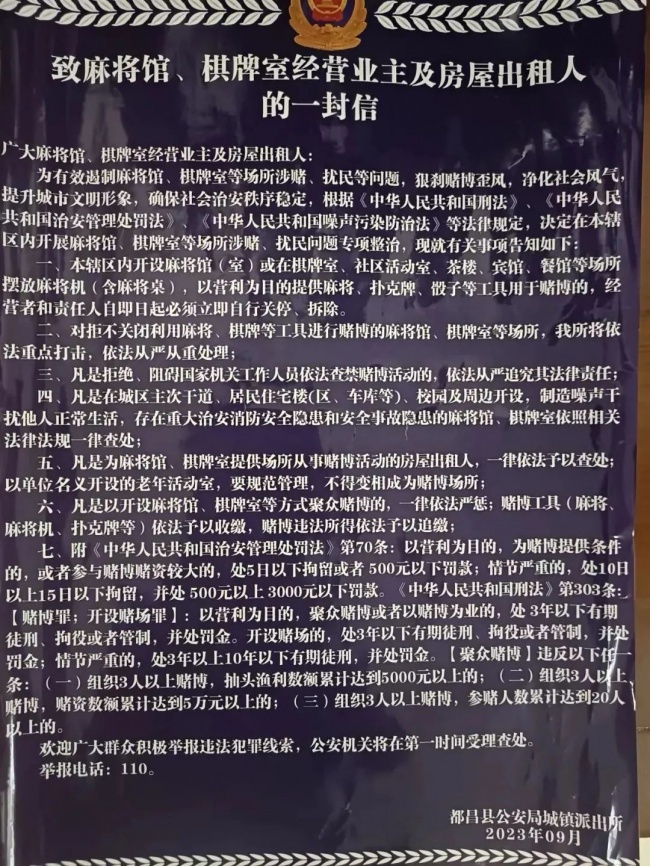 致麻将馆、棋牌室经营业主及房屋出租人
的一封信
广大麻将馆、棋牌室经营业主及房屋出租人：
为有效遏制麻将馆、棋牌室等场所涉赌、扰民等问题，狠刹赌博歪风，净化社会风气，
提升城市文明形象，确保社会治安秩序稳定，根据《中华人民共和国刑法》、《中华人民
共和国治安管理处罚法》、《中华人民共和国噪声污染防治法》等法律规定，决定在本辖
区内开展麻将馆、棋牌室等场所涉赌、扰民问题专项整治，现就有关事项告知如下：
一、本辖区内开设麻将馆（室）或在棋牌室、社区活动室、茶楼、宾馆、餐馆等场所
摆放麻将机（含麻将桌），以营利为目的提供麻将、扑克牌、骰子等工具用于赌博的，经
营者和责任人自即日起必须立即自行关停、拆除。
二、对拒不关闭利用麻将、棋牌等工具进行赌博的麻将馆、棋牌室等场所，我所将依
法重点打击，依法从严从重处理；
三、凡是拒绝、阻碍国家机关工作人员依法查禁赌博活动的，依法从严追究其法律责任；
四、凡是在城区主次干道、居民住宅楼(区、车库等)、校园及周边开设，制造噪声干
扰他人正常生活，存在重大治安消防安全隐患和安全事故隐患的麻将馆、棋牌室依照相关
法律法规一律查处；
五、凡是为麻将馆、棋牌室提供场所从事赌博活动的房屋出租人，一律依法予以查处；
以单位名义开设的老年活动室，要规范管理，不得变相成为赌博场所；
六、凡是以开设麻将馆、棋牌室等方式聚众赌博的，一律依法严惩；赌博工具（麻将、
麻将机、扑克牌等）依法予以收缴，赌博违法所得依法予以追缴；
七、附《中华人民共和国治安管理处罚法》第70条：以营利为目的，为赌博提供条件
的，或者参与赌博赌资较大的，处5日以下拘留或者 500元以下罚款；情节严重的，处10日
以上15日以下拘留，并处 500元以上 3000元以下罚款。《中华人民共和国刑法》第303条：
【赌博罪；开设赌场罪】：以营利为目的，聚众赌博或者以赌博为业的，处 3年以下有期
徒刑、拘役或者管制，并处罚金。开设赌场的，处3年以下有期徒刑、拘役或者管制，并处
罚金；情节严重的，处3年以上10年以下有期徒刑，并处罚金。【聚众赌博】违反以下任一
条：（一）组织3人以上赌博，抽头渔利数额累计达到5000元以上的；（二）组织3人以上
赌博，赌资数额累计达到5万元以上的；（三）组织3人以上赌博，参赌人数累计达到20人
以上的。
欢迎广大群众积极举报违法犯罪线索，公安机关将在第一时间受理查处。
举报电话：110。
都昌县公安局城镇派出所
2023年09月